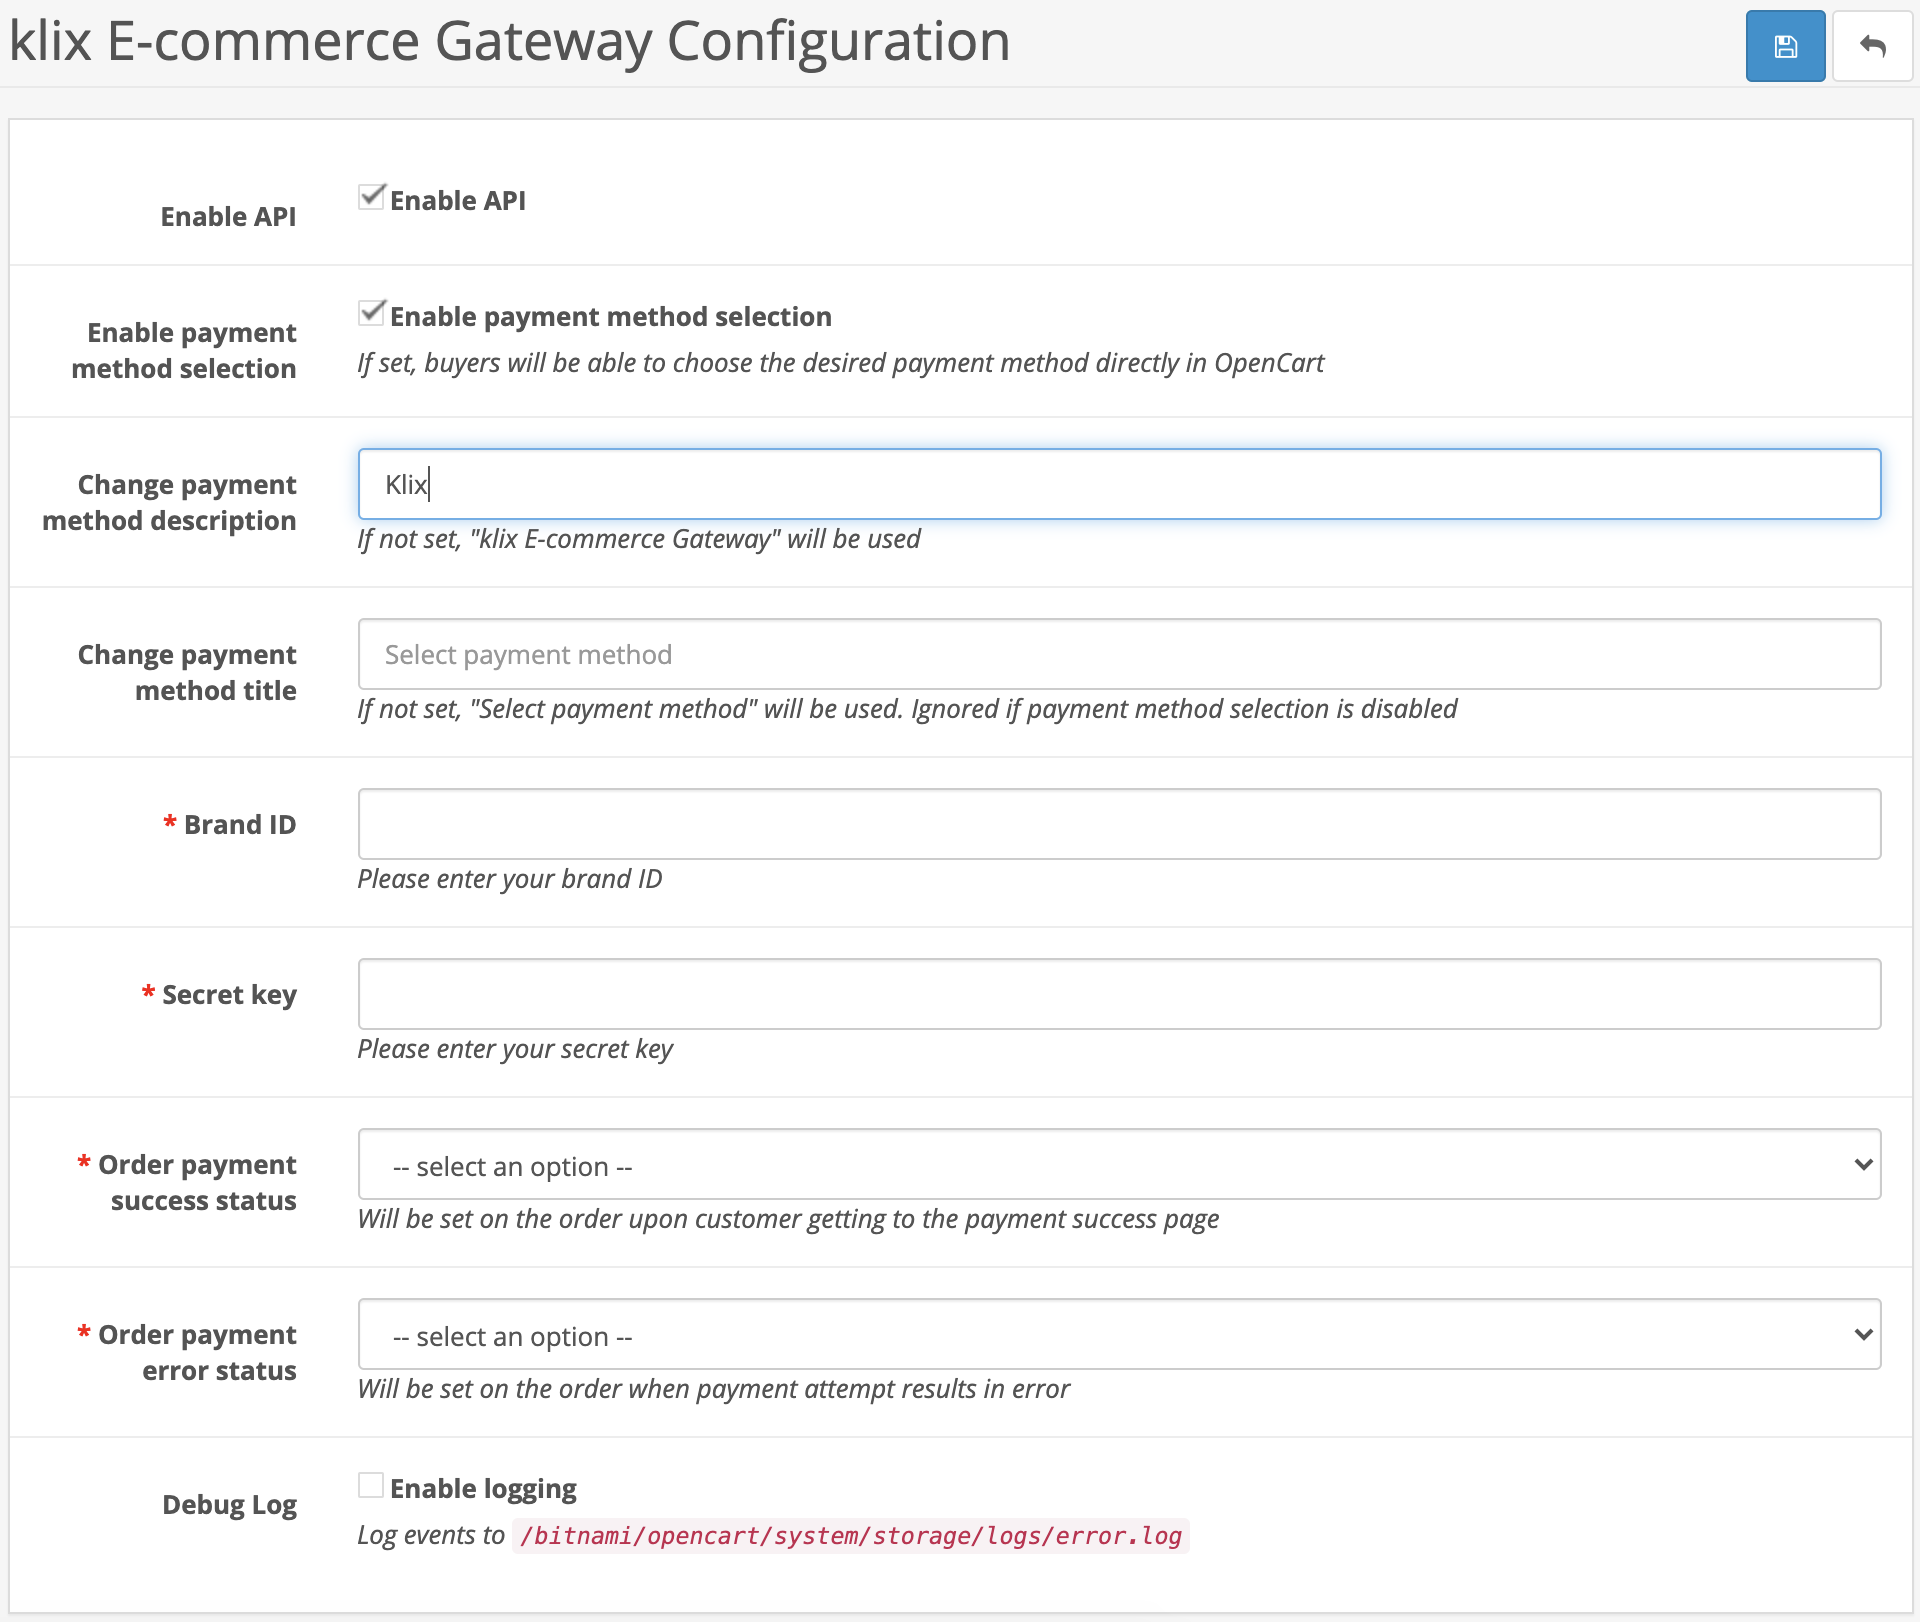 klix E-commerce Gateway Configuration
Enable API
Enable API
Enable payment
method selection
Enable payment method selection
If set, buyers will be able to choose the desired payment method directly in OpenCart
Change payment
method description
Klix
If not set, "klix E-commerce Gateway" will be used
Change payment
method title
Select payment method
If not set, "Select payment method" will be used. Ignored if payment method selection is disabled
* Brand ID
Please enter your brand ID
* Secret key
Please enter your secret key
* Order payment
success status
-- select an option --
Will be set on the order upon customer getting to the payment success page
* Order payment
error status
-- select an option --
Will be set on the order when payment attempt results in error
Debug Log
Enable logging
Log events to /bitnami/opencart/system/storage/logs/error.log